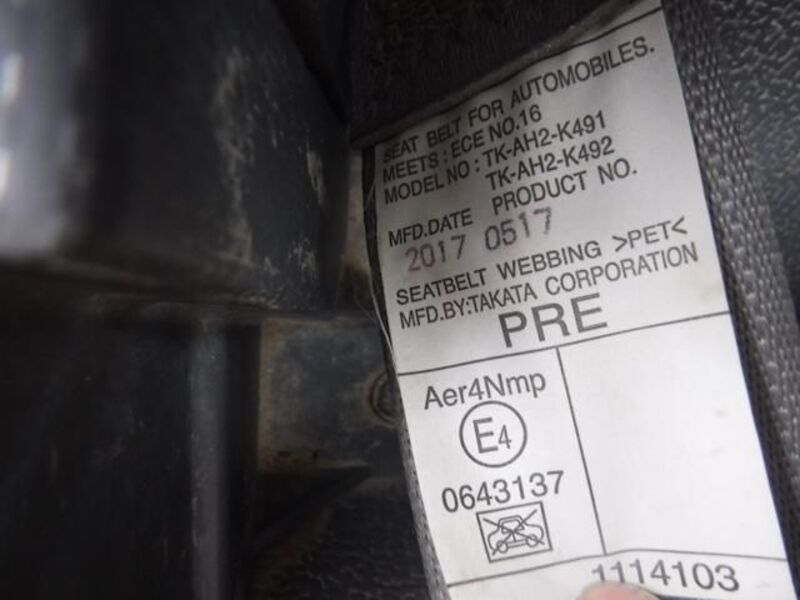 SEAT BELT FOR AUTOMOBILES.
MEETS : ECE NO.16
MODEL NO : TK-AH2-K491
TK-AH2-K492
MFD.DATE PRODUCT NO.
2017 0517
SEATBELT WEBBING >PET<
MFD.BY:TAKATA CORPORATION
PRE
Aer4Nmp
E4
0643137
1114103